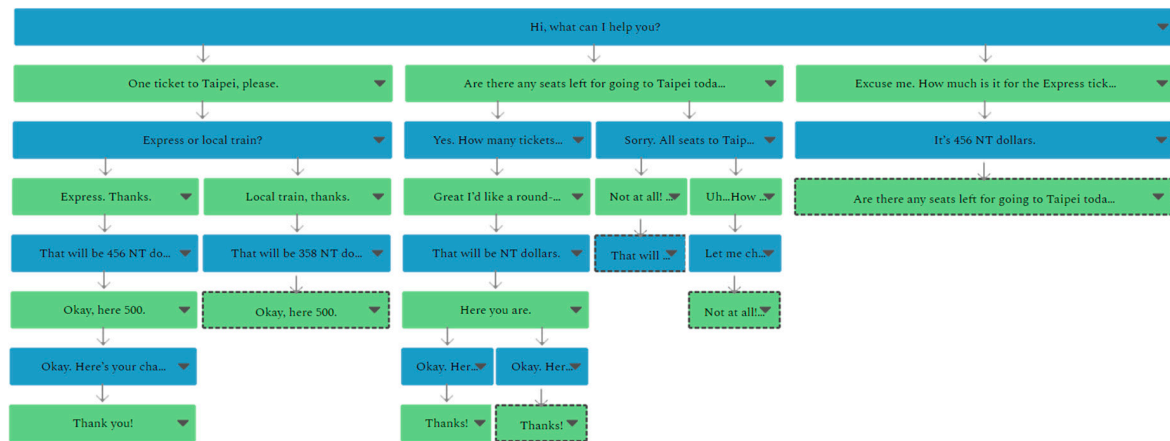 Hi, what can I help you?
One ticket to Taipei, please.
Are there any seats left for going to Taipei toda...
Excuse me. How much is it for the Express tick...
Express or local train?
Yes. How many tickets...
Sorry. All seats to Taip...
It's 456 NT dollars.
Express. Thanks.
Local train, thanks.
Great I'd like a round-...
Not at all! ...
Uh...How ...
Are there any seats left for going to Taipei toda...
That will be 456 NT do...
That will be 358 NT do...
That will be NT dollars.
That will ...
Let me ch...
Okay, here 500.
Okay, here 500.
Here you are.
Not at all!...
Okay. Here's your cha...
Okay. Her...
Okay. Her...
Thank you!
Thanks!
Thanks!